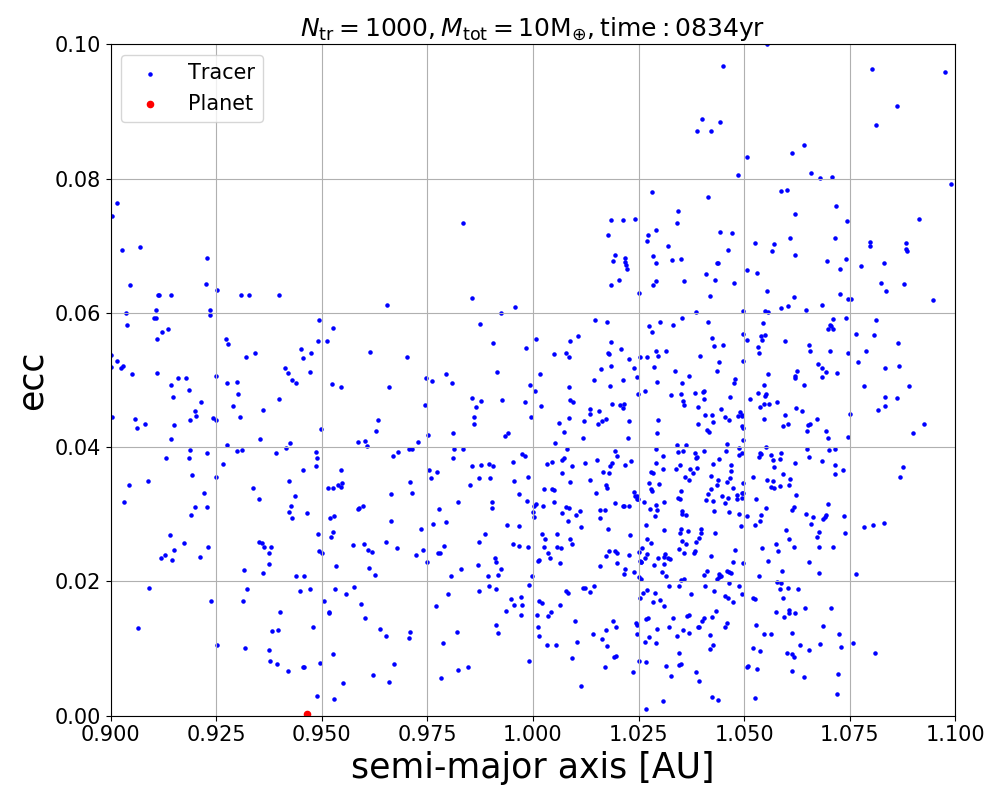 N_tr = 1000, M_tot = 10M_⊕, time : 0834yr
Tracer
Planet
0.10
0.08
0.06
0.04
0.02
0.00
ecc
0.900 0.925 0.950 0.975 1.000 1.025 1.050 1.075 1.100
semi-major axis [AU]